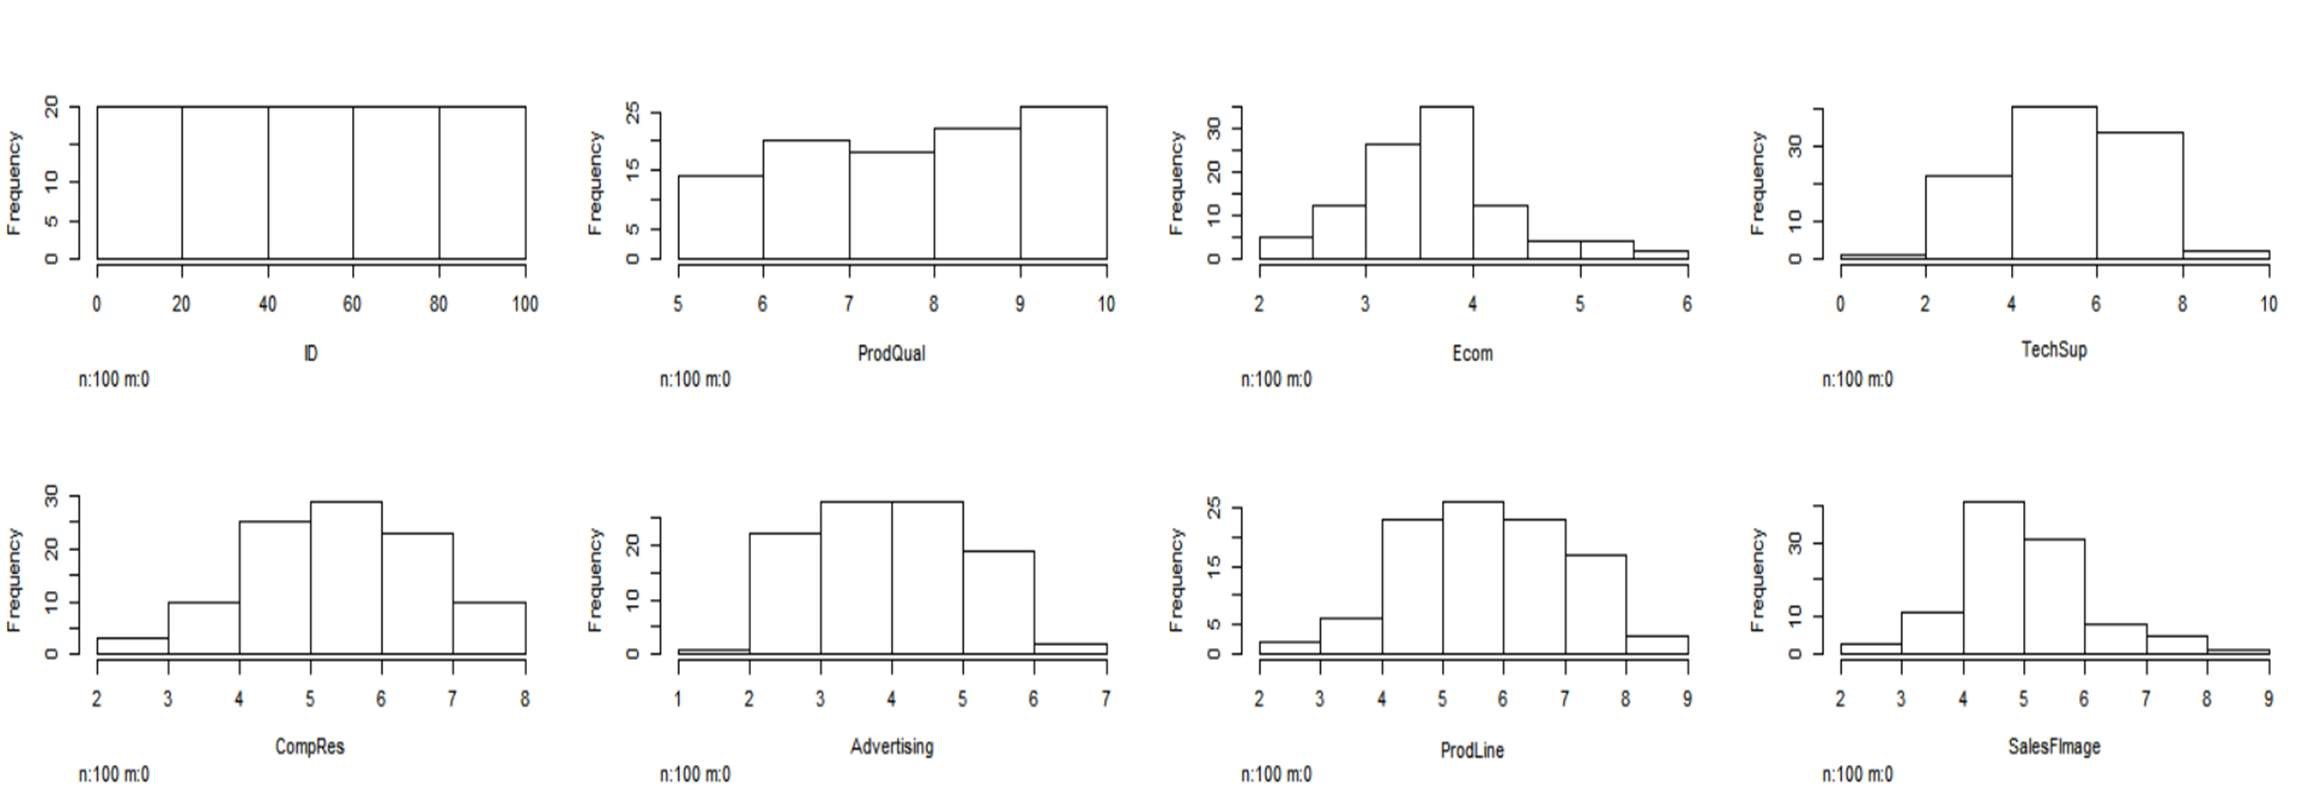 Frequency
0 5 10 20
0 20 40 60 80 100
ID
n:100 m:0
Frequency
0 5 15 25
5 6 7 8 9 10
ProdQual
n:100 m:0
Frequency
0 10 20 30
2 3 4 5 6
Ecom
n:100 m:0
Frequency
0 10 30
0 2 4 6 8 10
TechSup
n:100 m:0
Frequency
0 10 20 30
2 3 4 5 6 7 8
CompRes
n:100 m:0
Frequency
0 10 20
1 2 3 4 5 6 7
Advertising
n:100 m:0
Frequency
0 5 15 25
2 3 4 5 6 7 8 9
ProdLine
n:100 m:0
Frequency
0 10 30
2 3 4 5 6 7 8 9
SalesFImage
n:100 m:0